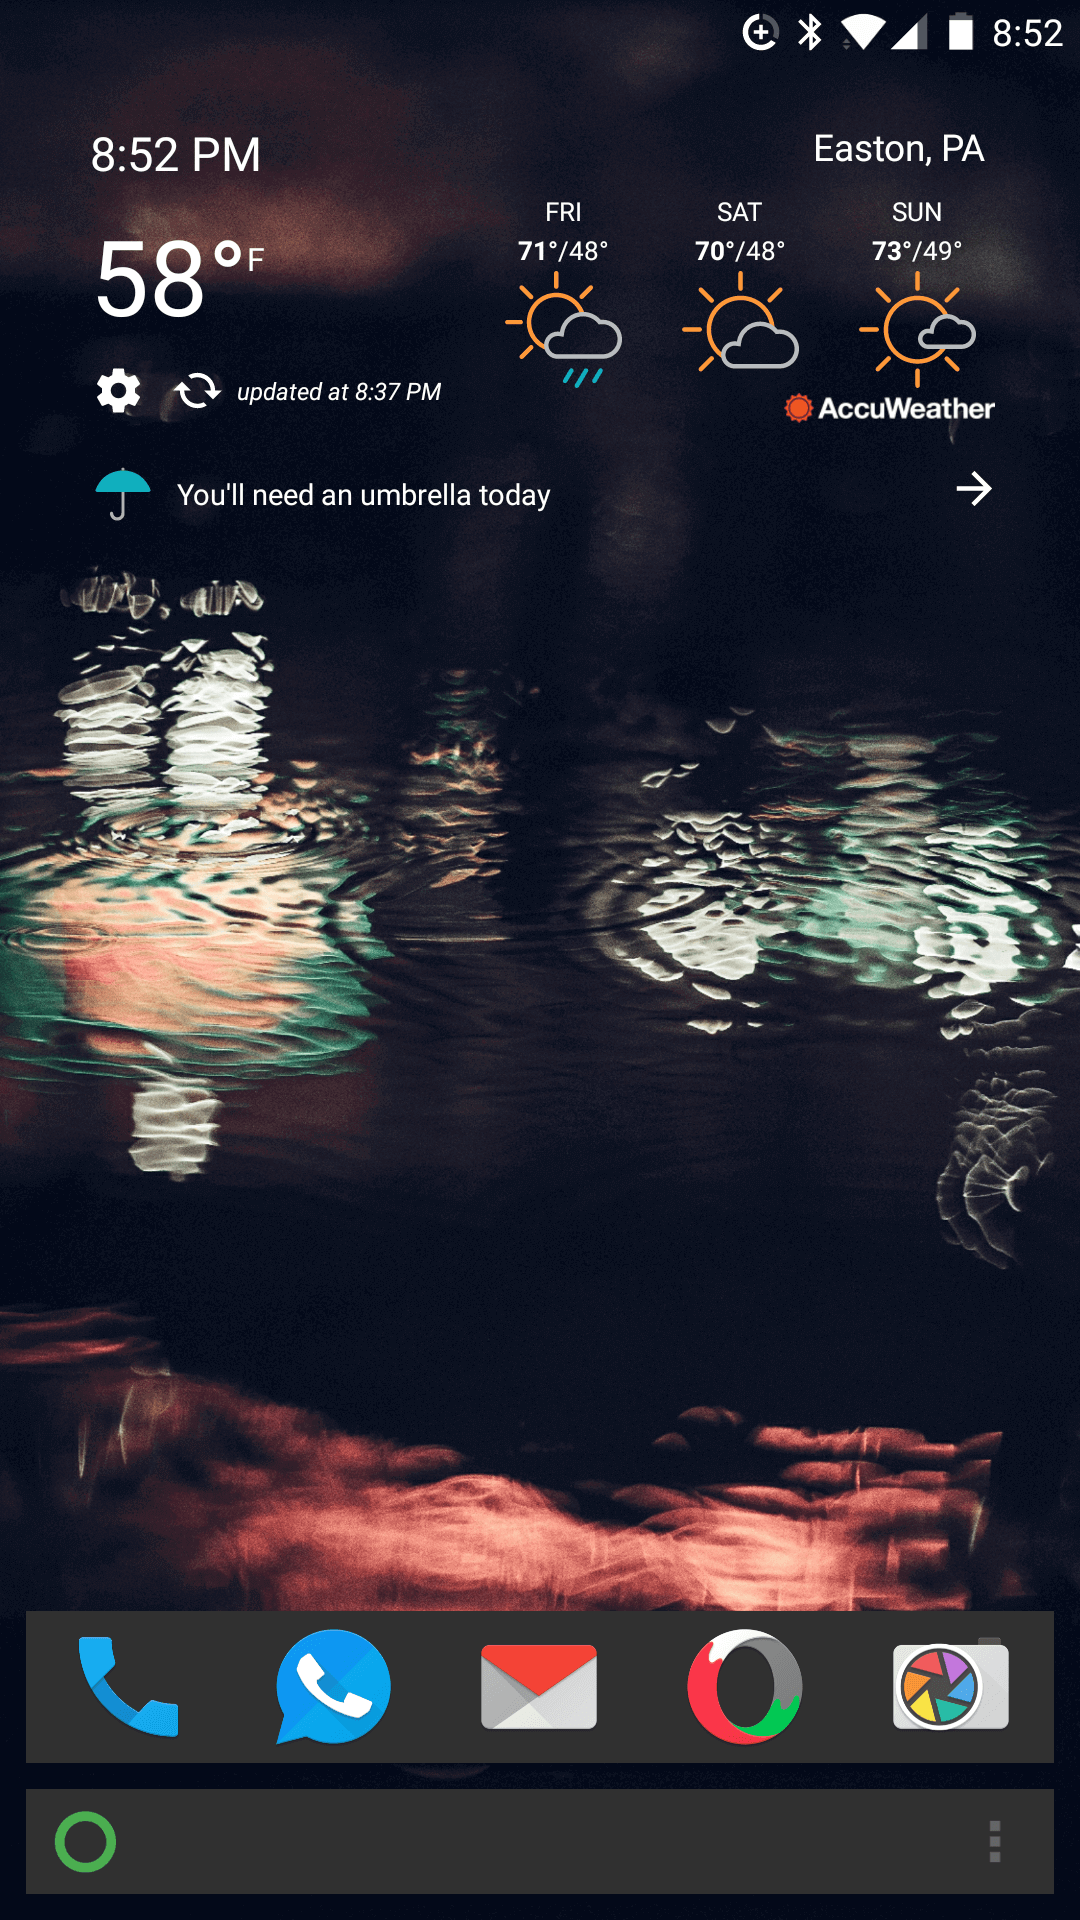 8:52
8:52 PM
Easton, PA
58°F
FRI SAT SUN
71°/48° 70°/48° 73°/49°
updated at 8:37 PM
AccuWeather
You'll need an umbrella today